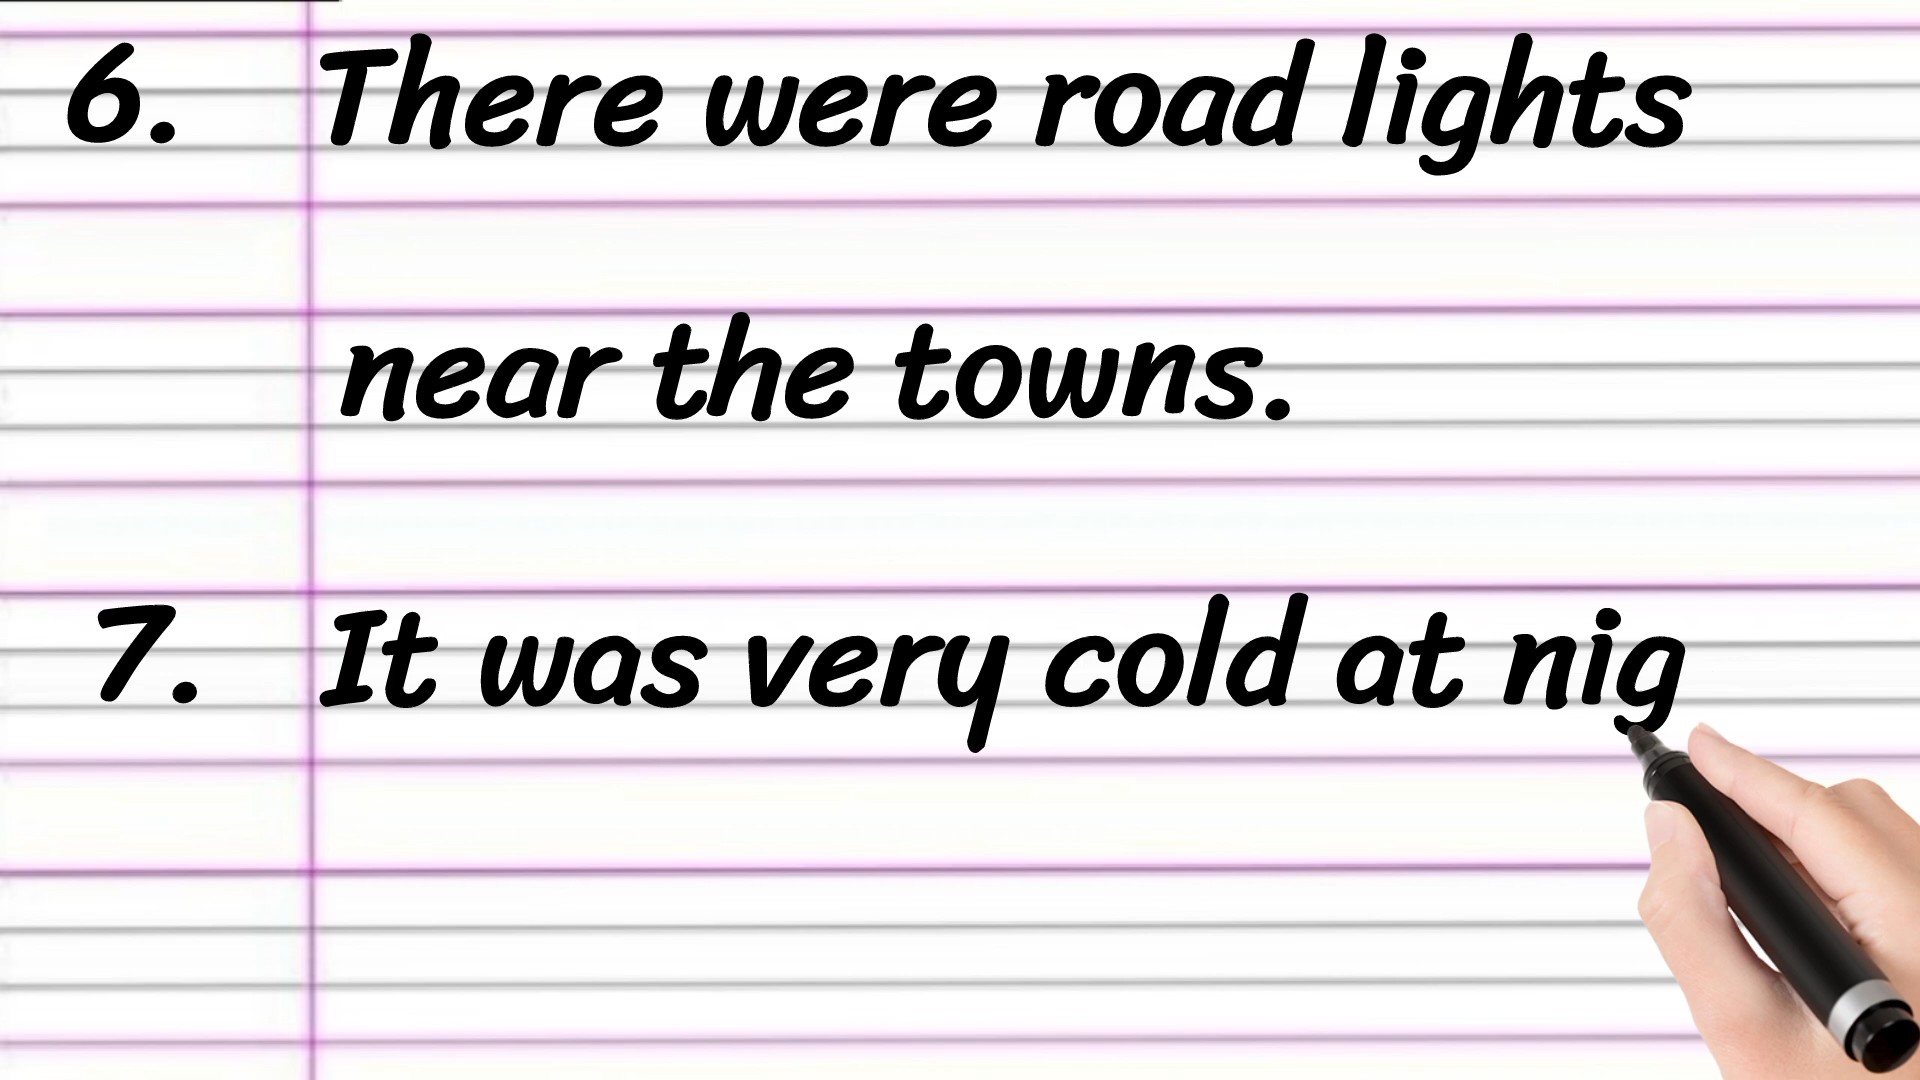 6. There were road lights
near the towns.
7. It was very cold at nig